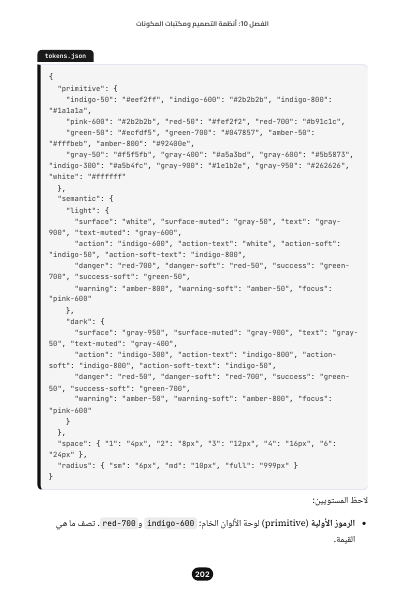 الفصل 10: أنظمة التصميم ومكتبات المكونات
tokens.json
{
"primitive": {
"indigo-50": "#eef2ff", "indigo-600": "#2b2b2b", "indigo-800":
"#1a1a1a",
"pink-600": "#2b2b2b", "red-50": "#fef2f2", "red-700": "#b91c1c",
"green-50": "#ecfdf5", "green-700": "#047857", "amber-50":
"#fffbeb", "amber-800": "#92400e",
"gray-50": "#f5f5fb", "gray-400": "#a5a3bd", "gray-600": "#5b5873",
"indigo-300": "#a5b4fc", "gray-900": "#1e1b2e", "gray-950": "#262626",
"white": "#ffffff"
},
"semantic": {
"light": {
"surface": "white", "surface-muted": "gray-50", "text": "gray-
900", "text-muted": "gray-600",
"action": "indigo-600", "action-text": "white", "action-soft":
"indigo-50", "action-soft-text": "indigo-800",
"danger": "red-700", "danger-soft": "red-50", "success": "green-
700", "success-soft": "green-50",
"warning": "amber-800", "warning-soft": "amber-50", "focus":
"pink-600"
},
"dark": {
"surface": "gray-950", "surface-muted": "gray-900", "text": "gray-
50", "text-muted": "gray-400",
"action": "indigo-300", "action-text": "indigo-800", "action-
soft": "indigo-800", "action-soft-text": "indigo-50",
"danger": "red-50", "danger-soft": "red-700", "success": "green-
50", "success-soft": "green-700",
"warning": "amber-50", "warning-soft": "amber-800", "focus":
"pink-600"
}
},
"space": { "1": "4px", "2": "8px", "3": "12px", "4": "16px", "6":
"24px" },
"radius": { "sm": "6px", "md": "10px", "full": "999px" }
}
لاحظ المستويين:
• الرموز الأولية (primitive) لوحة الألوان الخام: indigo-600 و red-700. تصف ما هي
القيمة.
202